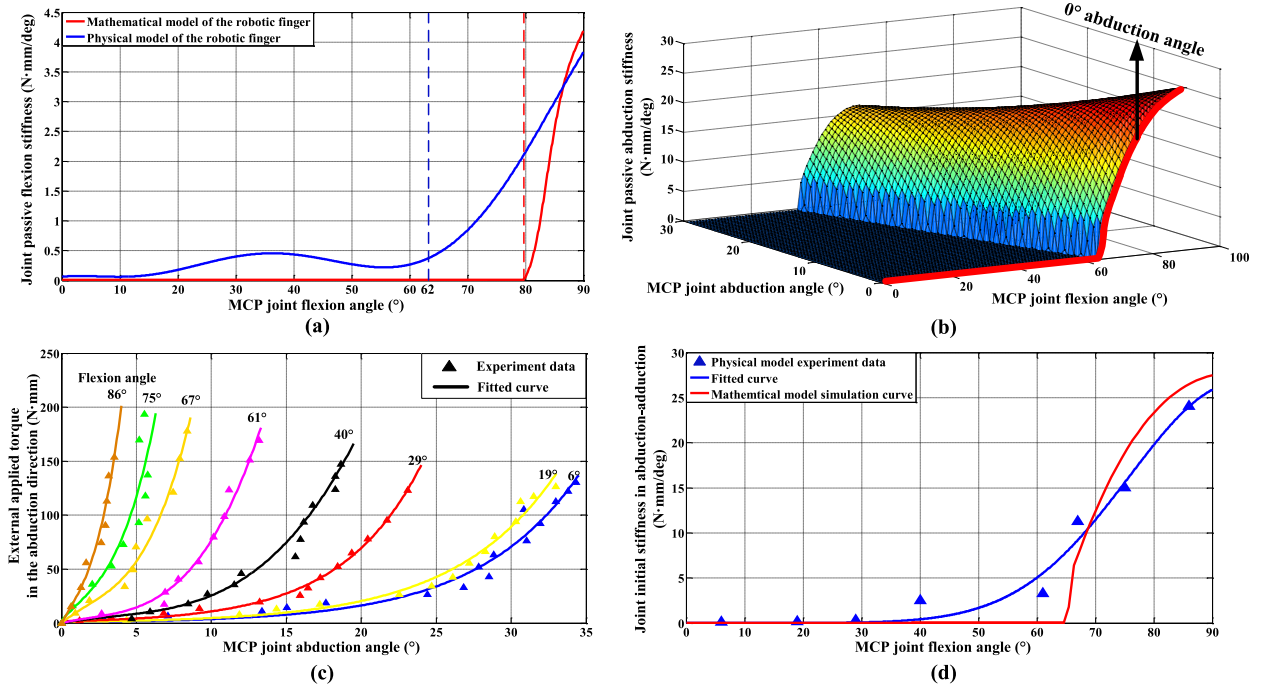 Mathematical model of the robotic finger
Physical model of the robotic finger
Joint passive flexion stiffness (N·mm/deg)
4.5
4
3.5
3
2.5
2
1.5
1
0.5
0
0 10 20 30 40 50 60 62 70 80 90
MCP joint flexion angle (°)
(a)
0° abduction angle
Joint passive abduction stiffness
(N·mm/deg)
30
25
20
15
10
5
0
30
20
10
0
0
20
40
60
80
100
MCP joint abduction angle (°)
MCP joint flexion angle (°)
(b)
External applied torque
in the abduction direction (N·mm)
250
200
150
100
50
0
Flexion angle
86°
75°
67°
61°
40°
29°
19°
6°
Experiment data
Fitted curve
0 5 10 15 20 25 30 35
MCP joint abduction angle (°)
(c)
Joint initial stiffness in abduction-adduction
(N·mm/deg)
30
25
20
15
10
5
0
Physical model experiment data
Fitted curve
Mathemtical model simulation curve
0 10 20 30 40 50 60 70 80 90
MCP joint flexion angle (°)
(d)